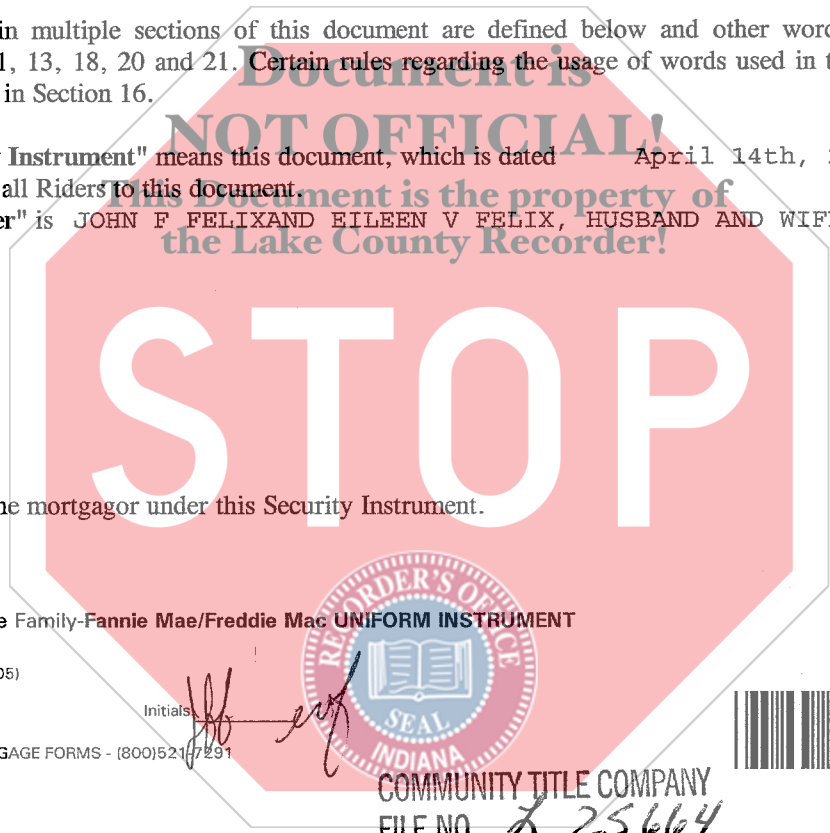 in multiple sections of this document are defined below and other word
1, 13, 18, 20 and 21. Certain rules regarding the usage of words used in t
Document is
in Section 16.
NOT OFFICIAL!
Instrument" means this document, which is dated April 14th,
all Riders to this document.
This Document is the property of
er" is JOHN F FELIXAND EILEEN V FELIX, HUSBAND AND WIF
the Lake County Recorder!
STOP
he mortgagor under this Security Instrument.
RECORDER'S OFFICE
e Family-Fannie Mae/Freddie Mac UNIFORM INSTRUMENT
05)
Initials
SEAL
INDIANA
GAGE FORMS - (800)521-7291
COMMUNITY TITLE COMPANY
FILE NO 25664